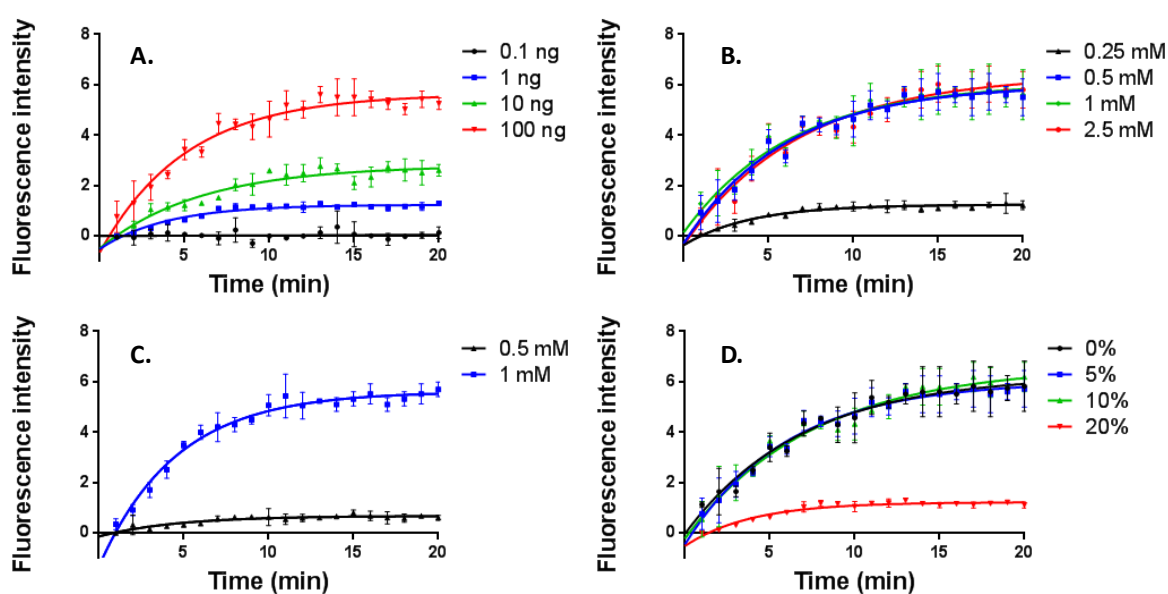 A.
Fluorescence intensity
8
6
4
2
0
5
10
15
20
Time (min)
0.1 ng
1 ng
10 ng
100 ng
B.
Fluorescence intensity
8
6
4
2
0
5
10
15
20
Time (min)
0.25 mM
0.5 mM
1 mM
2.5 mM
C.
Fluorescence intensity
8
6
4
2
0
5
10
15
20
Time (min)
0.5 mM
1 mM
D.
Fluorescence intensity
8
6
4
2
0
5
10
15
20
Time (min)
0%
5%
10%
20%